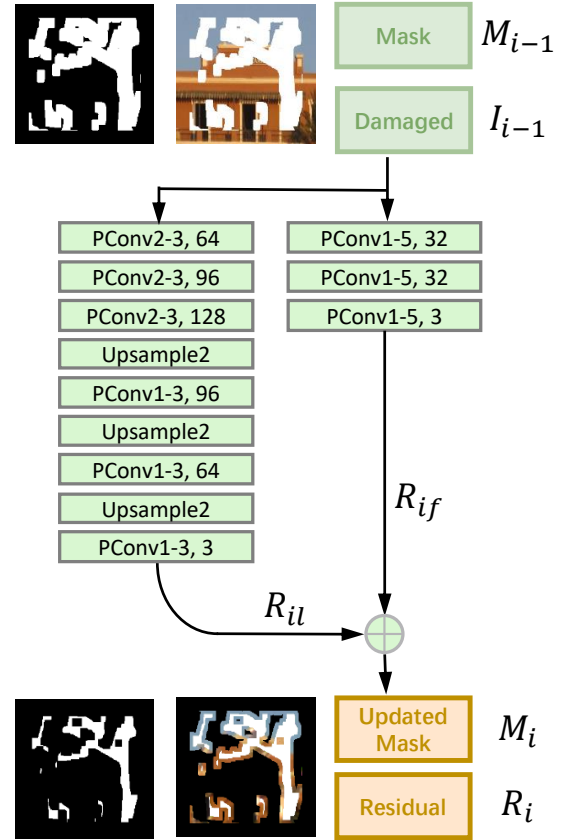 Mask
M_{i-1}
Damaged
I_{i-1}
PConv2-3, 64
PConv2-3, 96
PConv2-3, 128
Upsample2
PConv1-3, 96
Upsample2
PConv1-3, 64
Upsample2
PConv1-3, 3
PConv1-5, 32
PConv1-5, 32
PConv1-5, 3
R_{if}
R_{il}
Updated
Mask
M_i
Residual
R_i